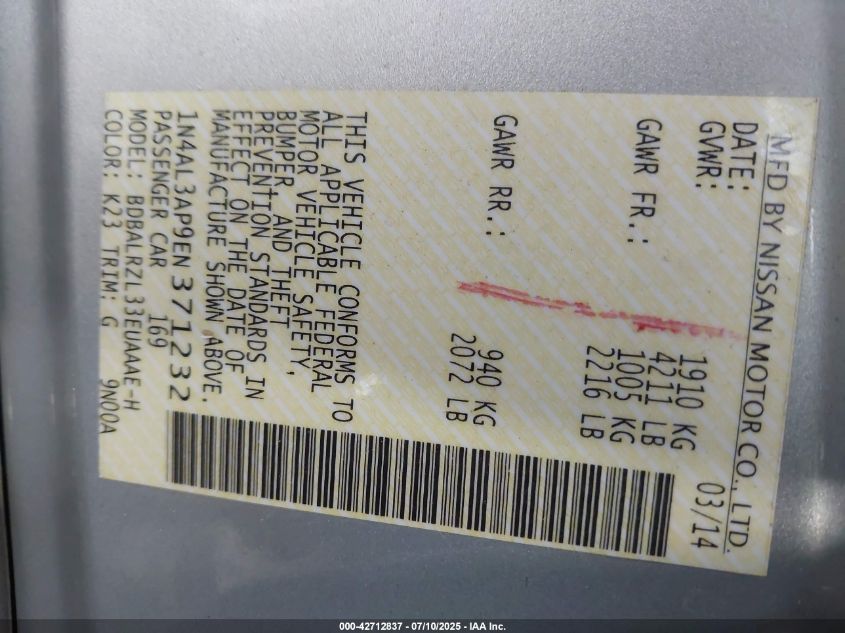 MFD BY NISSAN MOTOR CO., LTD.
DATE: 03/14
GVWR: 1910 KG
4211 LB
GAWR FR.: 1005 KG
2216 LB
GAWR RR.: 940 KG
2072 LB
THIS VEHICLE CONFORMS TO
ALL APPLICABLE FEDERAL
MOTOR VEHICLE SAFETY,
BUMPER AND THEFT
PREVENTION STANDARDS IN
EFFECT ON THE DATE OF
MANUFACTURE SHOWN ABOVE.
1N4AL3AP9EN371232
PASSENGER CAR 169
MODEL: BDBALRZL33EUAAAE-H
COLOR: K23 TRIM: G 9N00A
000-42712837 - 07/10/2025 - IAA Inc.